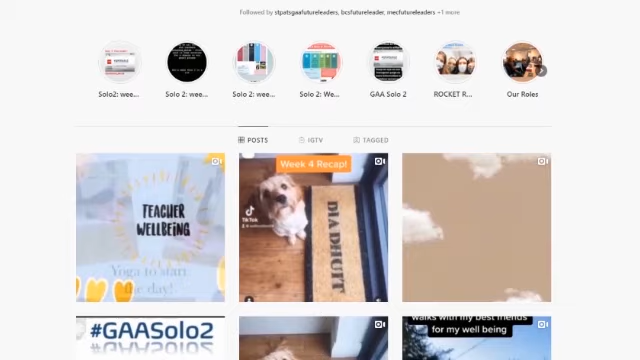 Followed by stpatsgaafutureleaders, bcsfutureleader, mecfutureleaders + 1 more
Solo2: wee...
Solo 2: wee...
Solo 2: wee...
Solo 2: We...
GAA Solo 2
ROCKET R...
Our Roles
POSTS
IGTV
TAGGED
TEACHER
WELLBEING
Yoga to start
the day!
Week 4 Recap!
TikTok
DIA DHUIT
#GAASolo2
walks with my best friends
for my well being